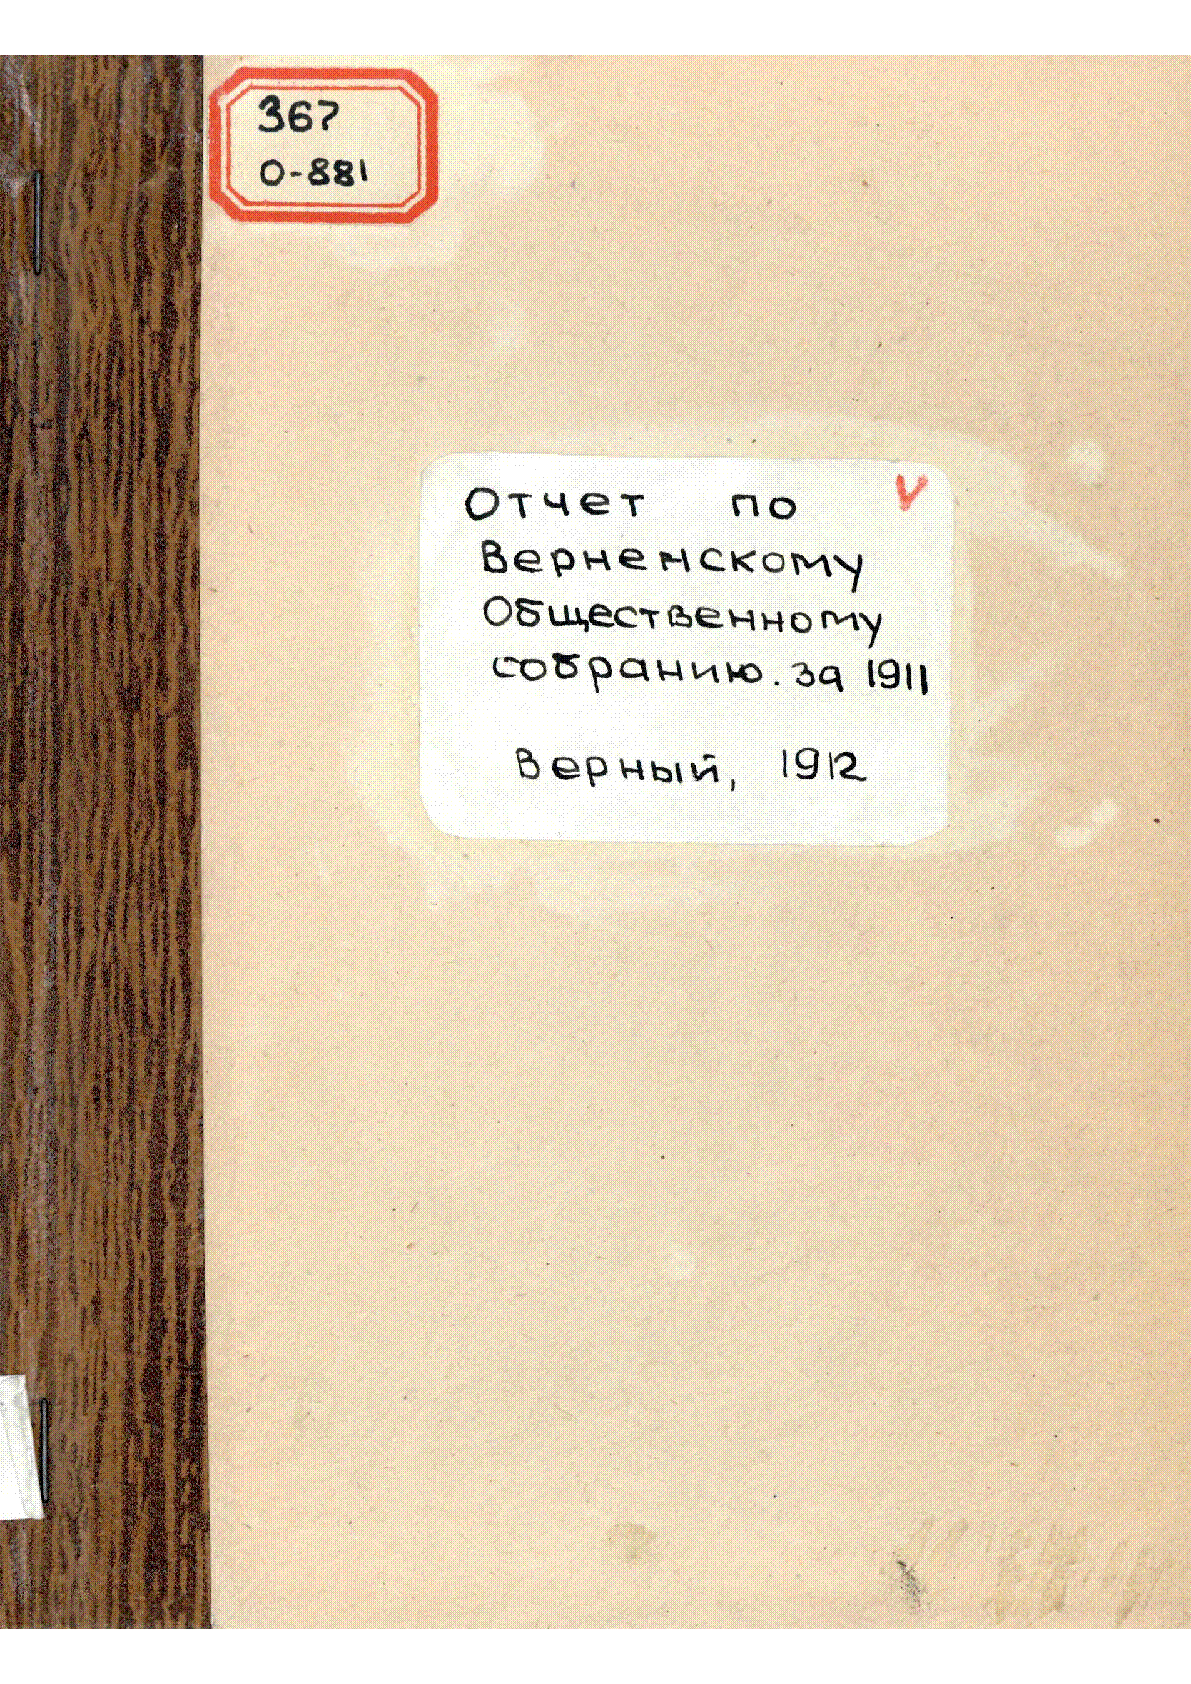 367
О-881
Отчет по
Верненскому
Общественному
собранию. за 1911
Верный, 1912